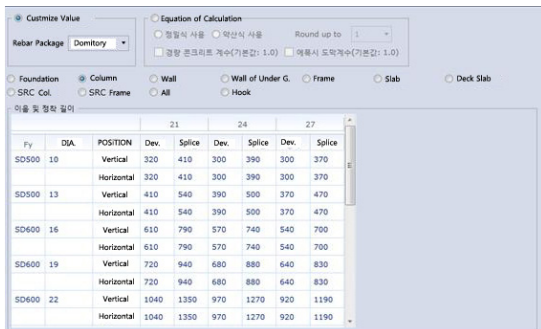 Custmize Value
Equation of Calculation
정밀식 사용 약산식 사용 Round up to 1
Rebar Package Domitory
경량 콘크리트 계수(기본값: 1.0) 에폭시 도막계수(기본값: 1.0)
Foundation Column Wall Wall of Under G. Frame Slab Deck Slab
SRC Col. SRC Frame All Hook
이음 및 정착 길이
21 24 27
Fy DIA. POSITION Dev. Splice Dev. Splice Dev. Splice
SD500 10 Vertical 320 410 300 390 300 370
Horizontal 320 410 300 390 300 370
SD500 13 Vertical 410 540 390 500 370 470
Horizontal 410 540 390 500 370 470
SD600 16 Vertical 610 790 570 740 540 700
Horizontal 610 790 570 740 540 700
SD600 19 Vertical 720 940 680 880 640 830
Horizontal 720 940 680 880 640 830
SD600 22 Vertical 1040 1350 970 1270 920 1190
Horizontal 1040 1350 970 1270 920 1190